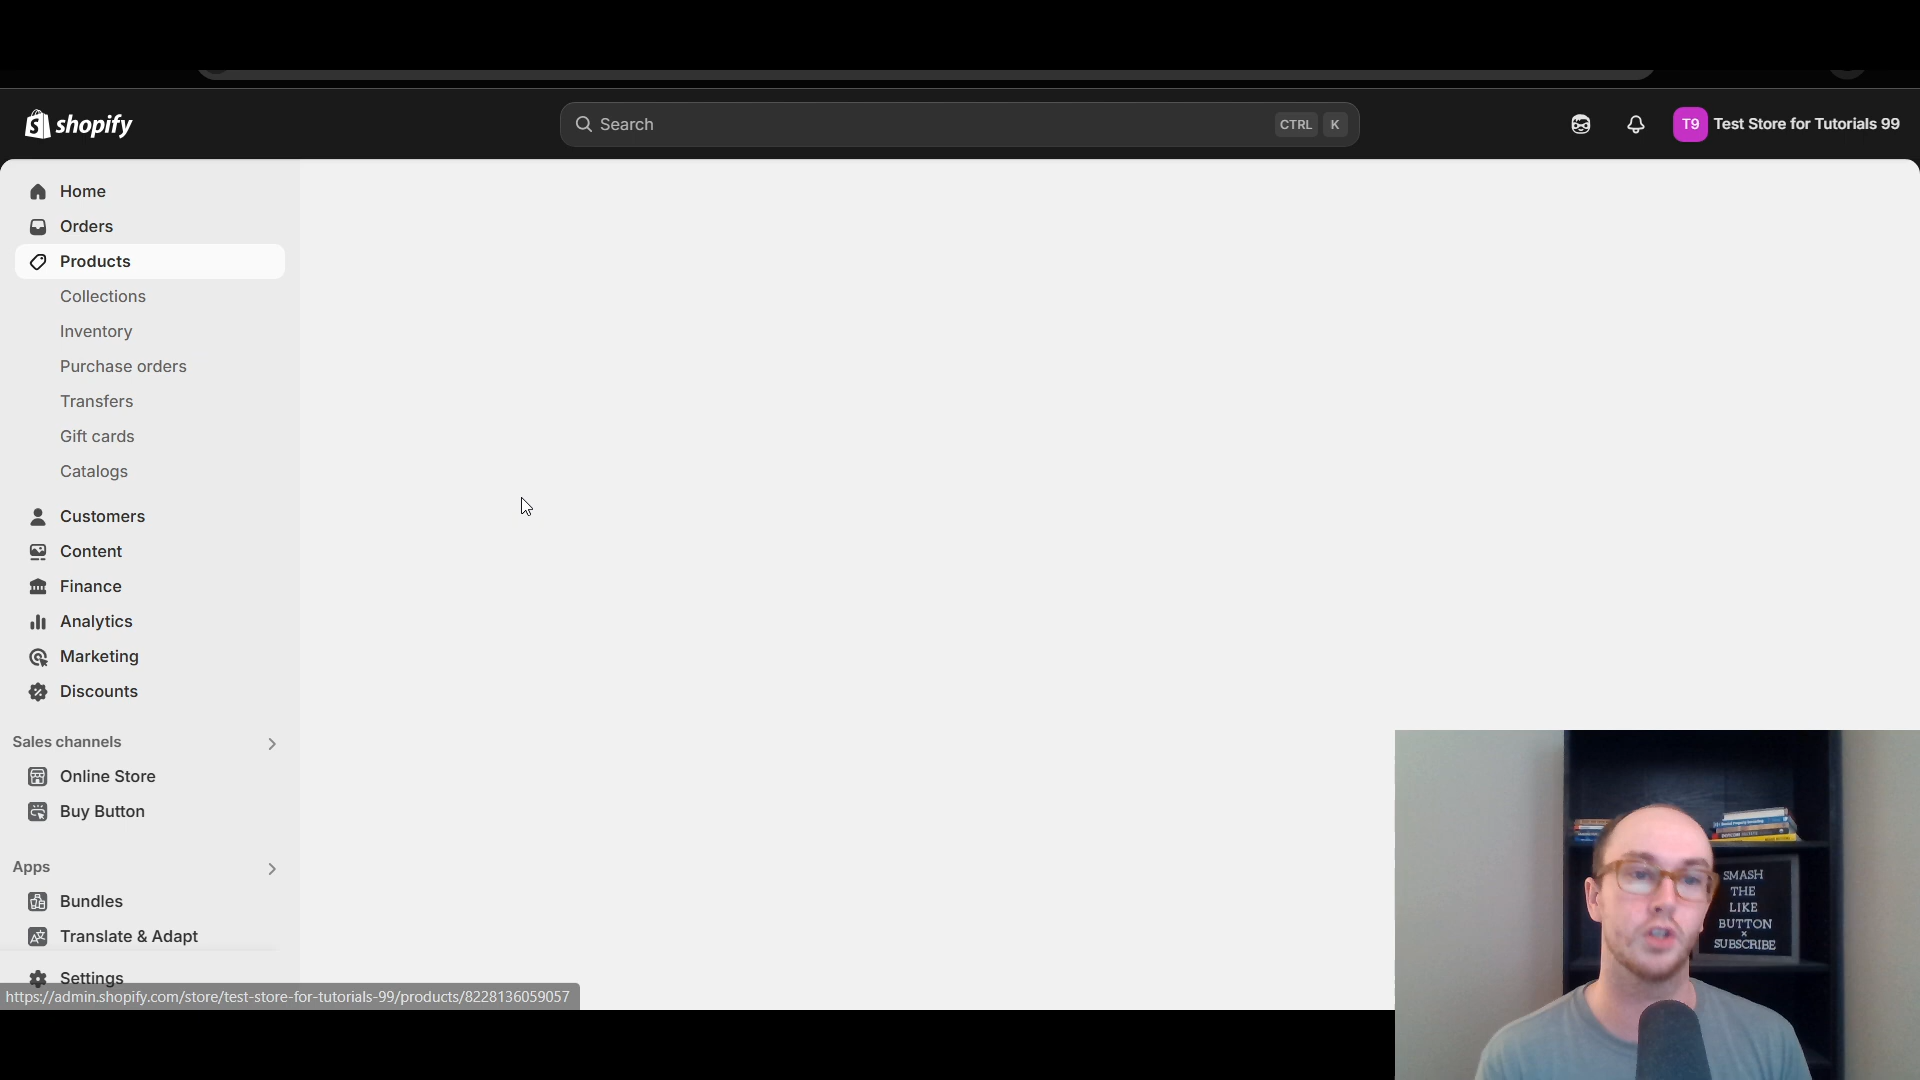 shopify
Search
CTRL K
T9 Test Store for Tutorials 99
Home
Orders
Products
Collections
Inventory
Purchase orders
Transfers
Gift cards
Catalogs
Customers
Content
Finance
Analytics
Marketing
Discounts
Sales channels
Online Store
Buy Button
Apps
Bundles
Translate & Adapt
Settings
https://admin.shopify.com/store/test-store-for-tutorials-99/products/8228136059057
SMASH
THE
LIKE
BUTTON
×
SUBSCRIBE